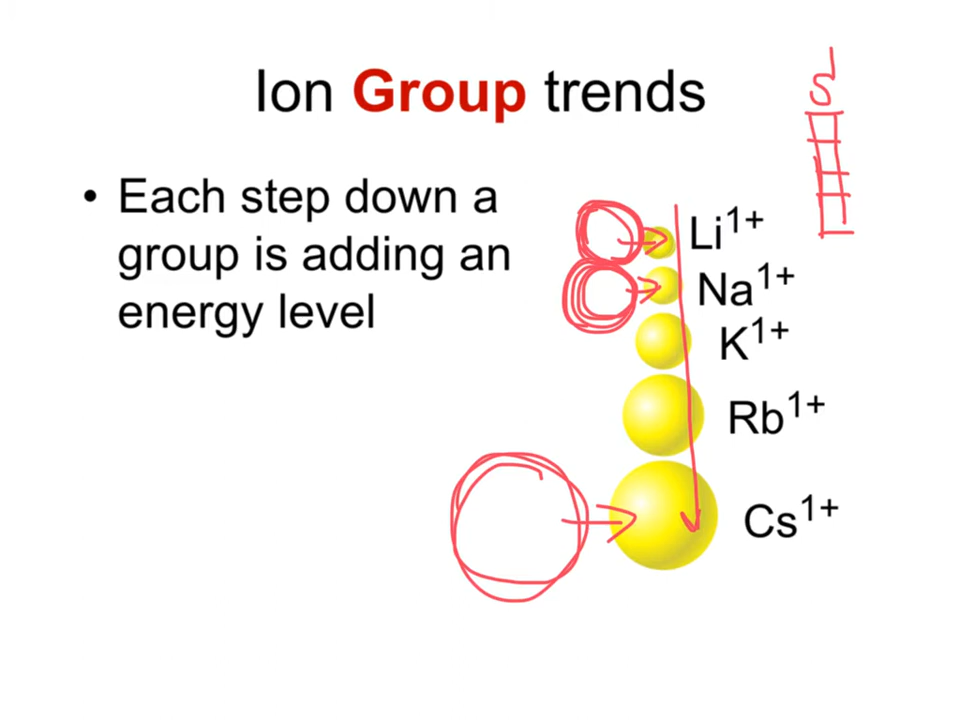 Ion Group trends
• Each step down a
group is adding an
energy level
Li¹⁺
Na¹⁺
K¹⁺
Rb¹⁺
Cs¹⁺